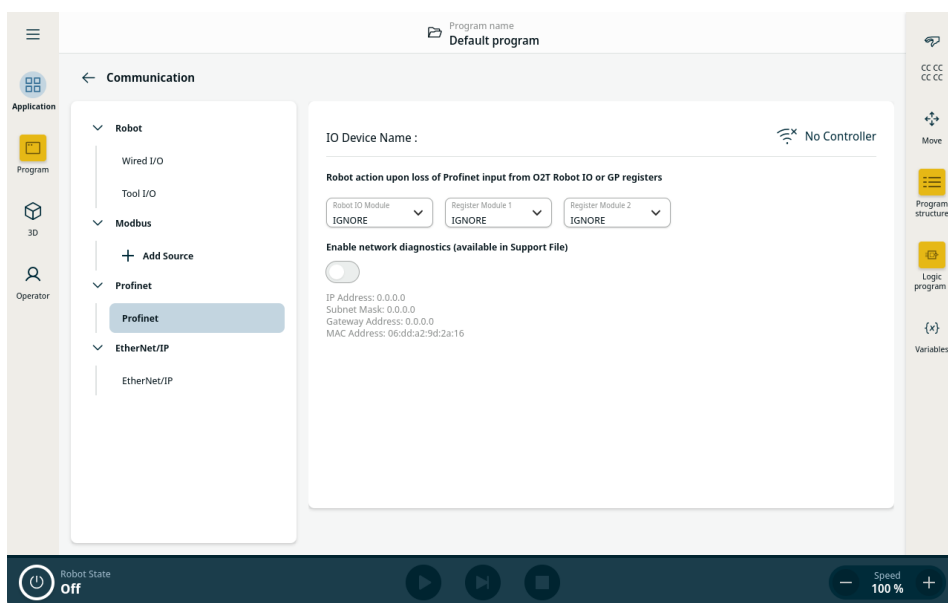 Program name
Default program
Communication
Application
Program
3D
Operator
Robot
Wired I/O
Tool I/O
Modbus
Add Source
Profinet
Profinet
EtherNet/IP
EtherNet/IP
IO Device Name :
No Controller
Robot action upon loss of Profinet input from O2T Robot IO or GP registers
Robot IO Module
IGNORE
Register Module 1
IGNORE
Register Module 2
IGNORE
Enable network diagnostics (available in Support File)
IP Address: 0.0.0.0
Subnet Mask: 0.0.0.0
Gateway Address: 0.0.0.0
MAC Address: 06:dd:a2:9d:2a:16
CC CC
CC CC
Move
Program
structure
Logic
program
{x}
Variables
Robot State
Off
Speed
100 %